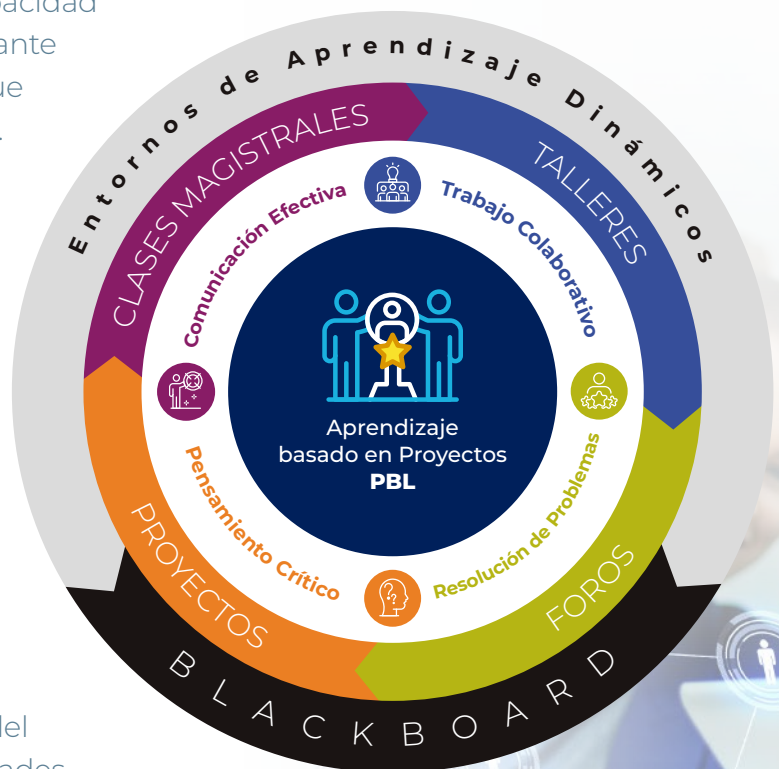 Entornos de Aprendizaje Dinámicos
CLASES MAGISTRALES
TALLERES
Comunicación Efectiva
Trabajo Colaborativo
Aprendizaje
basado en Proyectos
PBL
Pensamiento Crítico
Resolución de Problemas
PROYECTOS
FOROS
BLACKBOARD
del